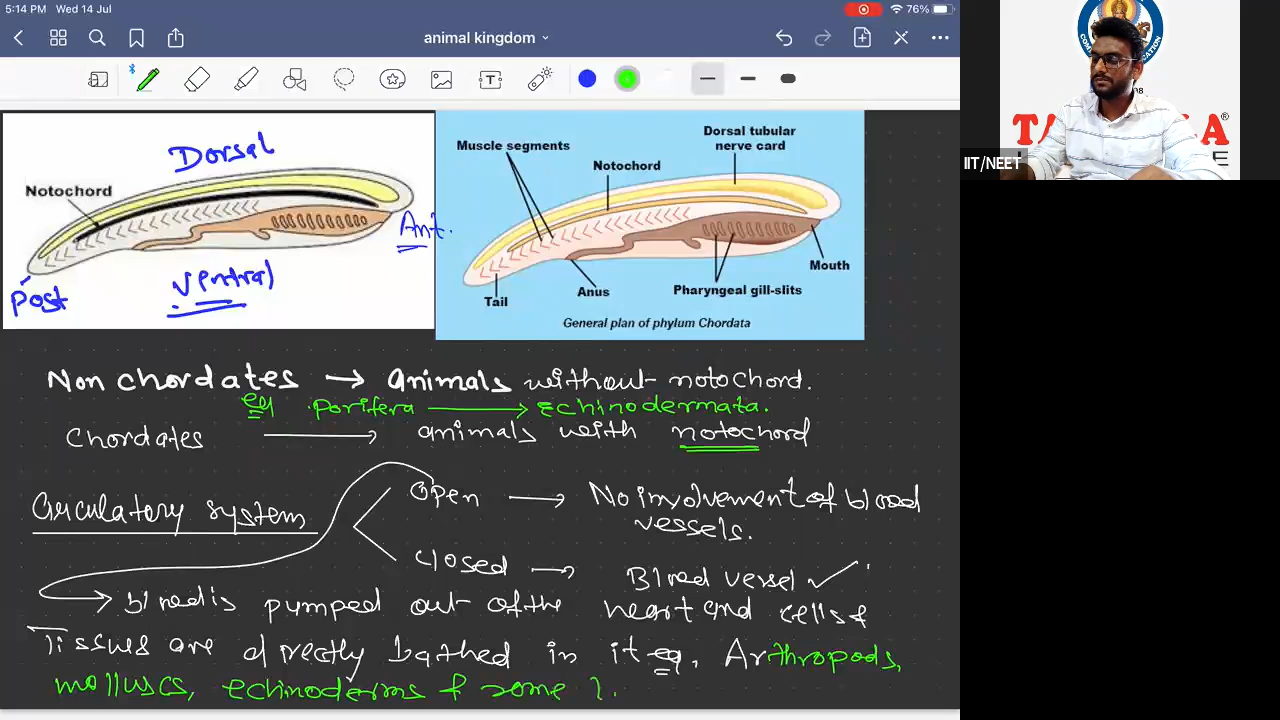 5:14 PM Wed 14 Jul
76%
animal kingdom
Dorsal
Notochord
Ant.
ventral
Post
Muscle segments
Notochord
Dorsal tubular
nerve card
Mouth
Pharyngeal gill-slits
Anus
Tail
General plan of phylum Chordata
IIT/NEET
Non chordates → animals without notochord.
eg porifera → Echinodermata.
Chordates → animals with notochord
Circulatory system
Open → No involvement of blood
vessels.
Closed → Blood vessel ✓
→ blood is pumped out of the heart and cells &
Tissues are directly bathed in it eg. Arthropods,
molluscs, echinoderms & some